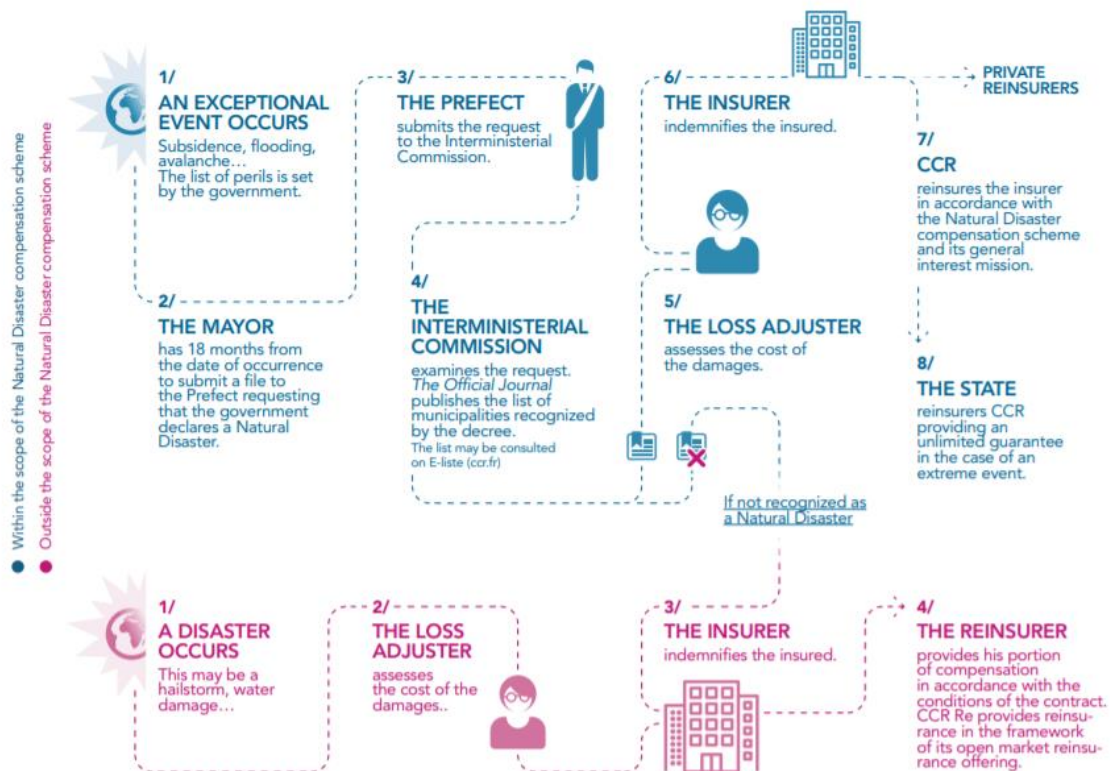 Within the scope of the Natural Disaster compensation scheme
Outside the scope of the Natural Disaster compensation scheme
1/
AN EXCEPTIONAL
EVENT OCCURS
Subsidence, flooding,
avalanche…
The list of perils is set
by the government.
2/
THE MAYOR
has 18 months from
the date of occurrence
to submit a file to
the Prefect requesting
that the government
declares a Natural
Disaster.
3/
THE PREFECT
submits the request
to the Interministerial
Commission.
4/
THE
INTERMINISTERIAL
COMMISSION
examines the request.
The Official Journal
publishes the list of
municipalities recognized
by the decree.
The list may be consulted
on E-liste (ccr.fr)
5/
THE LOSS ADJUSTER
assesses the cost of
the damages.
6/
THE INSURER
indemnifies the insured.
PRIVATE
REINSURERS
7/
CCR
reinsures the insurer
in accordance with
the Natural Disaster
compensation scheme
and its general
interest mission.
8/
THE STATE
reinsurers CCR
providing an
unlimited guarantee
in the case of an
extreme event.
If not recognized as
a Natural Disaster
1/
A DISASTER
OCCURS
This may be a
hailstorm, water
damage…
2/
THE LOSS
ADJUSTER
assesses
the cost of the
damages..
3/
THE INSURER
indemnifies the insured.
4/
THE REINSURER
provides his portion
of compensation
in accordance with the
conditions of the contract.
CCR Re provides reinsu-
rance in the framework
of its open market reinsu-
rance offering.